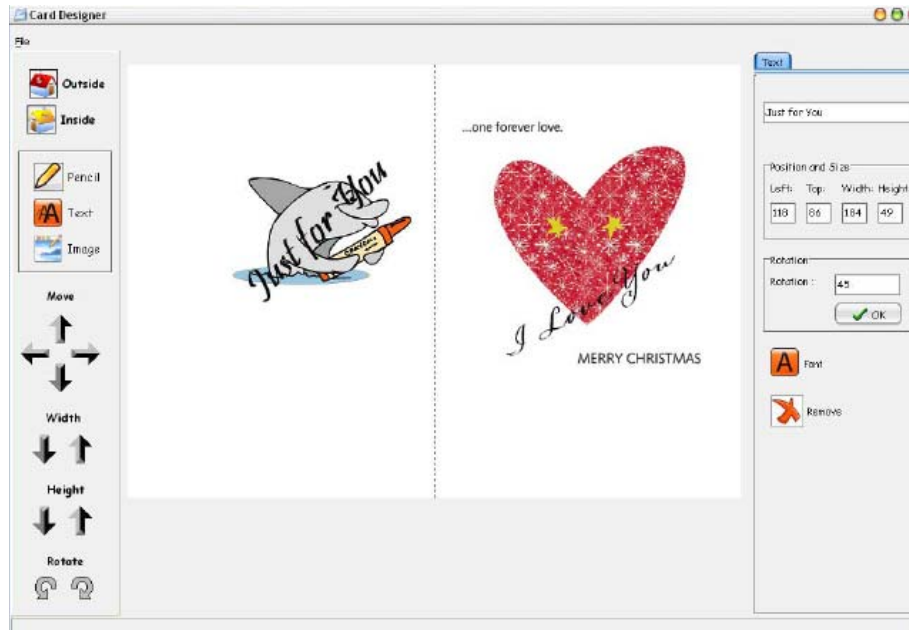 Card Designer
File
Outside
Inside
Pencil
Text
Image
Move
Width
Height
Rotate
Just for You
...one forever love.
I Love You
MERRY CHRISTMAS
Text
Just for You
Position and Size
Left: Top: Width: Height
118 86 184 49
Rotation
Rotation : 45
OK
Font
Remove